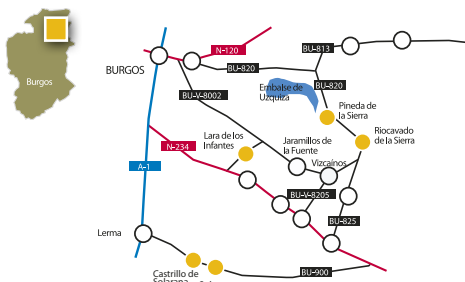 Burgos
N-120
BU-813
BURGOS
BU-820
BU-820
Embalse de
Uzquiza
BU-V-8002
Pineda de
la Sierra
Riocavado
de la Sierra
Lara de los
Infantes
Jaramillos de
la Fuente
N-234
Vizcaínos
A-1
BU-V-8205
BU-825
Lerma
BU-900
Castrillo de
Solarana